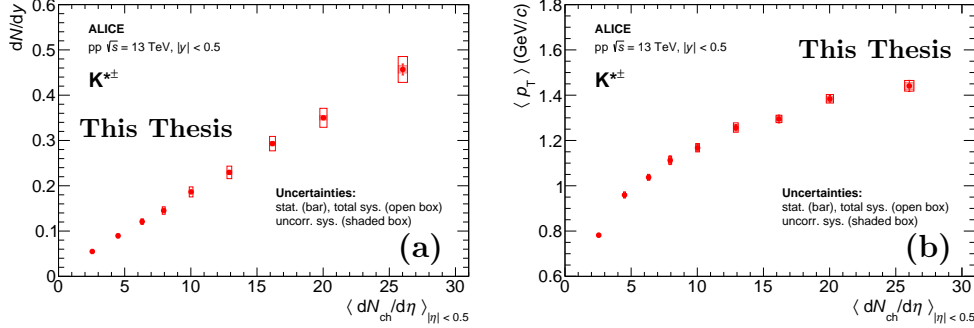 dN/dy
0.6
0.5
0.4
0.3
0.2
0.1
0
ALICE
pp √s = 13 TeV, |y| < 0.5
K*±
This Thesis
Uncertainties:
stat. (bar), total sys. (open box)
uncorr. sys. (shaded box)
(a)
0 5 10 15 20 25 30
⟨ dN_ch/dη ⟩_|η| < 0.5
⟨ p_T ⟩ (GeV/c)
1.8
1.6
1.4
1.2
1
0.8
0.6
ALICE
pp √s = 13 TeV, |y| < 0.5
K*±
This Thesis
Uncertainties:
stat. (bar), total sys. (open box)
uncorr. sys. (shaded box)
(b)
0 5 10 15 20 25 30
⟨ dN_ch/dη ⟩_|η| < 0.5